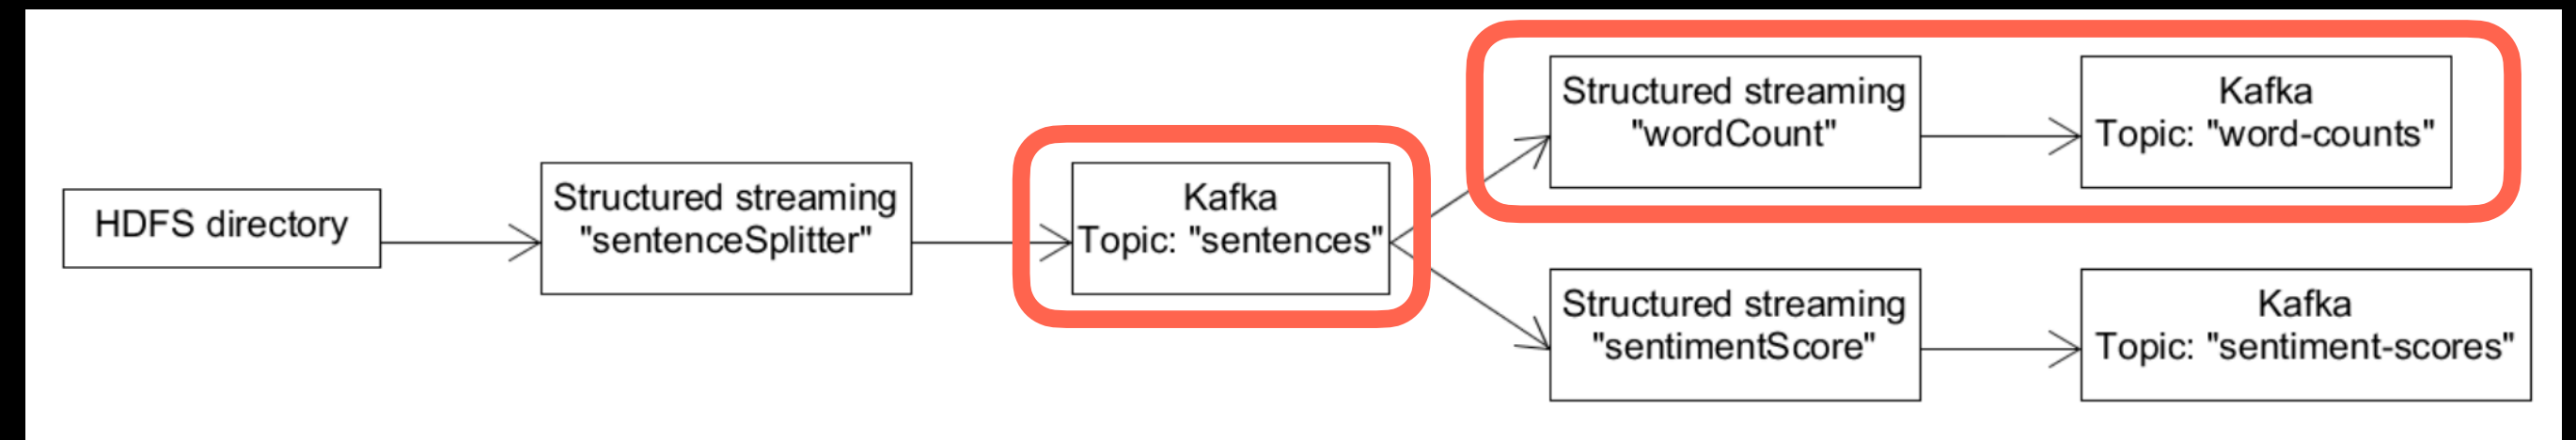 HDFS directory
Structured streaming
"sentenceSplitter"
Kafka
Topic: "sentences"
Structured streaming
"wordCount"
Kafka
Topic: "word-counts"
Structured streaming
"sentimentScore"
Kafka
Topic: "sentiment-scores"